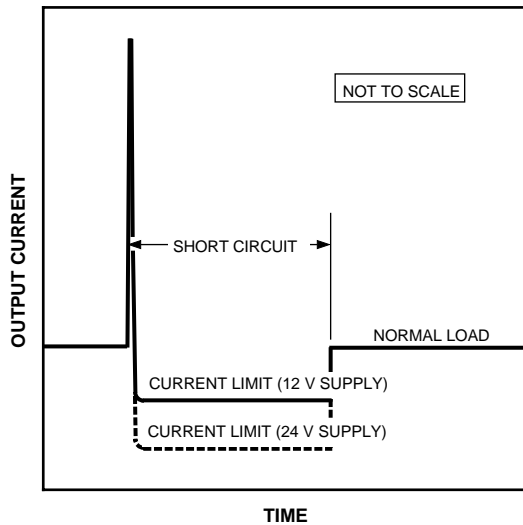 NOT TO SCALE
OUTPUT CURRENT
SHORT CIRCUIT
NORMAL LOAD
CURRENT LIMIT (12 V SUPPLY)
CURRENT LIMIT (24 V SUPPLY)
TIME